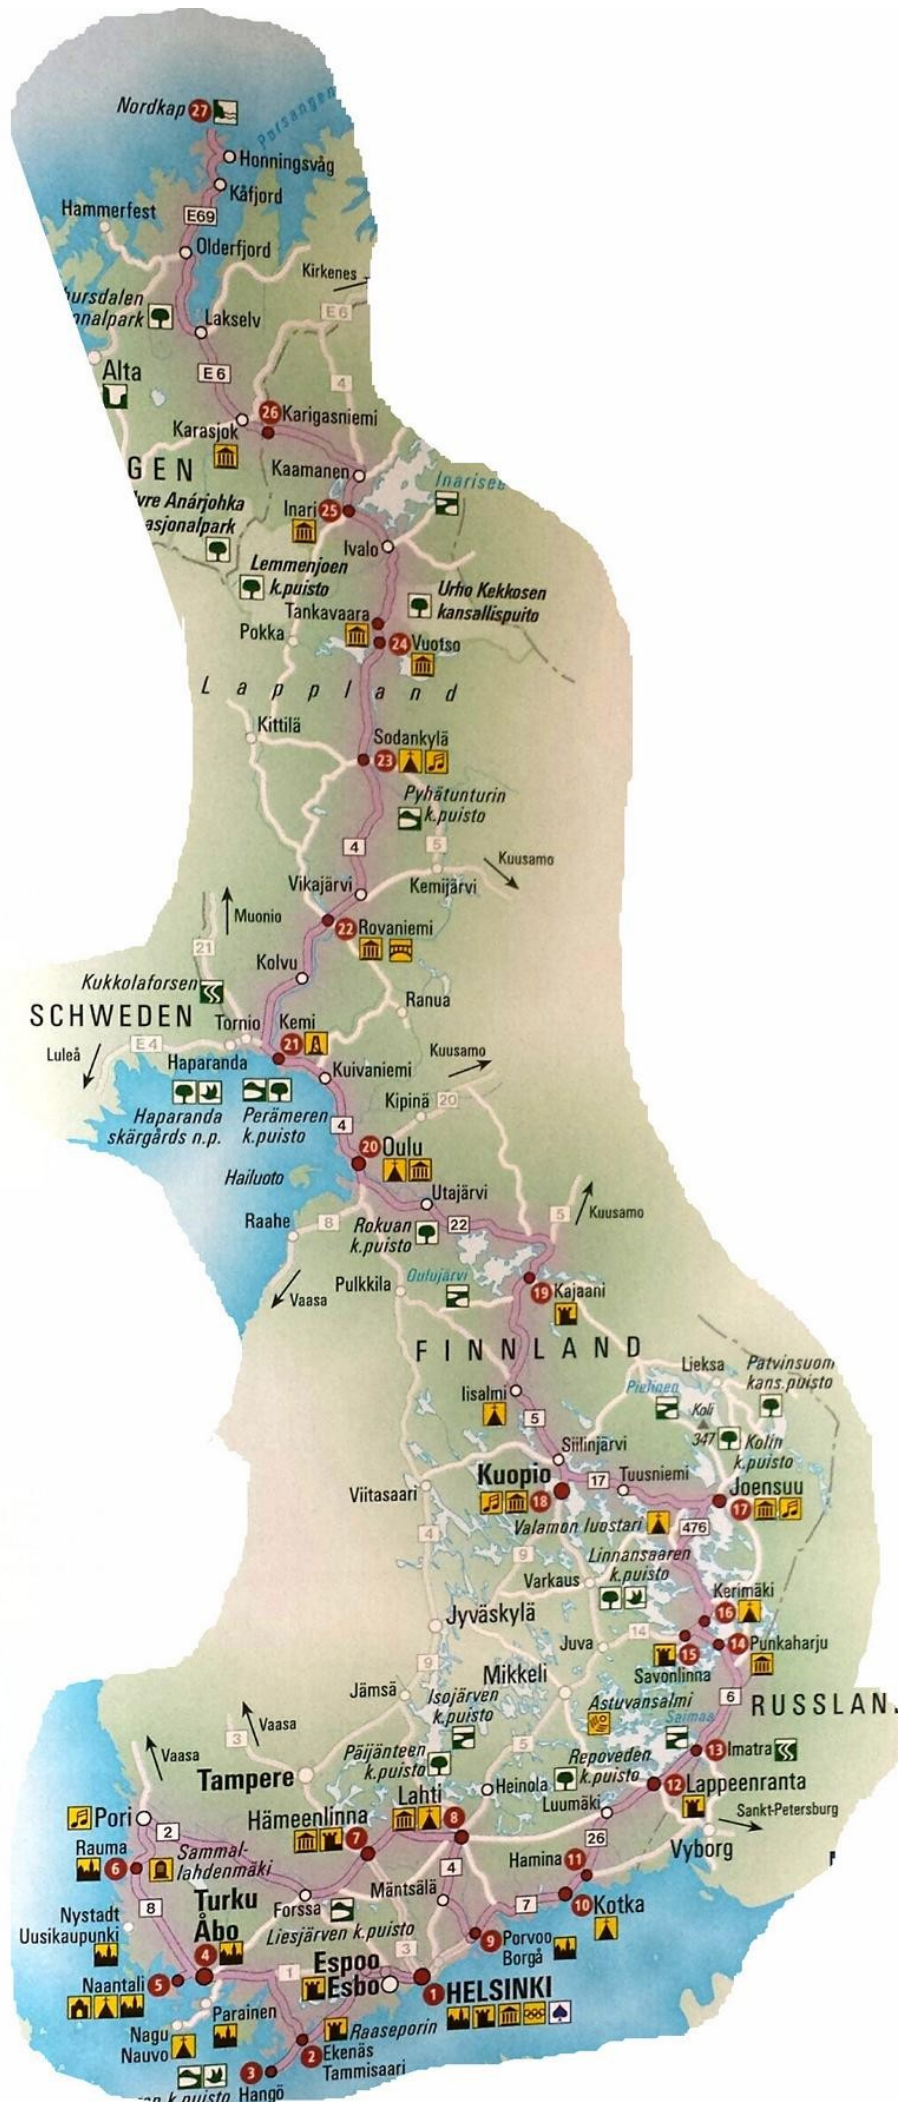 Nordkap 27
Porsangen
Honningsvåg
Kåfjord
Hammerfest
E69
Olderfjord
Kirkenes
E6
Lakselv
Alta
E6
4
26 Karigasniemi
Karasjok
GEN
Kaamanen
Inarisee
Inari 25
Ivalo
Lemmenjoen
k.puisto
Urho Kekkosen
kansallispuito
Tankavaara
Pokka
24 Vuotso
Lappland
Kittilä
Sodankylä
23
Pyhätunturin
k.puisto
4
5
Kuusamo
Vikajärvi
Kemijärvi
Muonio
22 Rovaniemi
21
Kolvu
Kukkolaforsen
Ranua
SCHWEDEN
Tornio
Kemi
21
E4
Luleå
Haparanda
Kuivaniemi
Kuusamo
Haparanda
skärgårds n.p.
Perämeren
k.puisto
Kipinä
20
4
20 Oulu
Hailuoto
Utajärvi
Raahe
8
Rokuan
k.puisto
22
5
Kuusamo
Vaasa
Pulkkila
Oulujärvi
19 Kajaani
FINNLAND
Lieksa
Patvinsuon
kans.puisto
Iisalmi
Pielinen
Koli
347
Kolin
k.puisto
5
Siilinjärvi
Kuopio
18
17
Tuusniemi
Joensuu
17
Viitasaari
Valamon luostari
476
4
9
Linnansaaren
k.puisto
Varkaus
Kerimäki
16
Jyväskylä
14
Juva
15
14 Punkaharju
Savonlinna
9
Mikkeli
Jämsä
Isojärven
k.puisto
Astuvansalmi
6
RUSSLAN
Saimaa
3
Vaasa
Vaasa
5
Päijänteen
k.puisto
Repoveden
k.puisto
13 Imatra
Tampere
Heinola
12 Lappeenranta
Lahti
8
Luumäki
Sankt-Petersburg
Pori
Hämeenlinna
7
2
26
Vyborg
Rauma
6
Sammal-
lahdenmäki
Hamina 11
4
8
Turku
Åbo
4
Forssa
Mäntsälä
7
10 Kotka
Nystadt
Uusikaupunki
Liesjärven k.puisto
9 Porvoo
Borgå
3
Espoo
Esbo
1
Naantali 5
1 HELSINKI
Parainen
Nagu
Nauvo
Raaseporin
2 Ekenäs
Tammisaari
3 Hangö
k.puisto